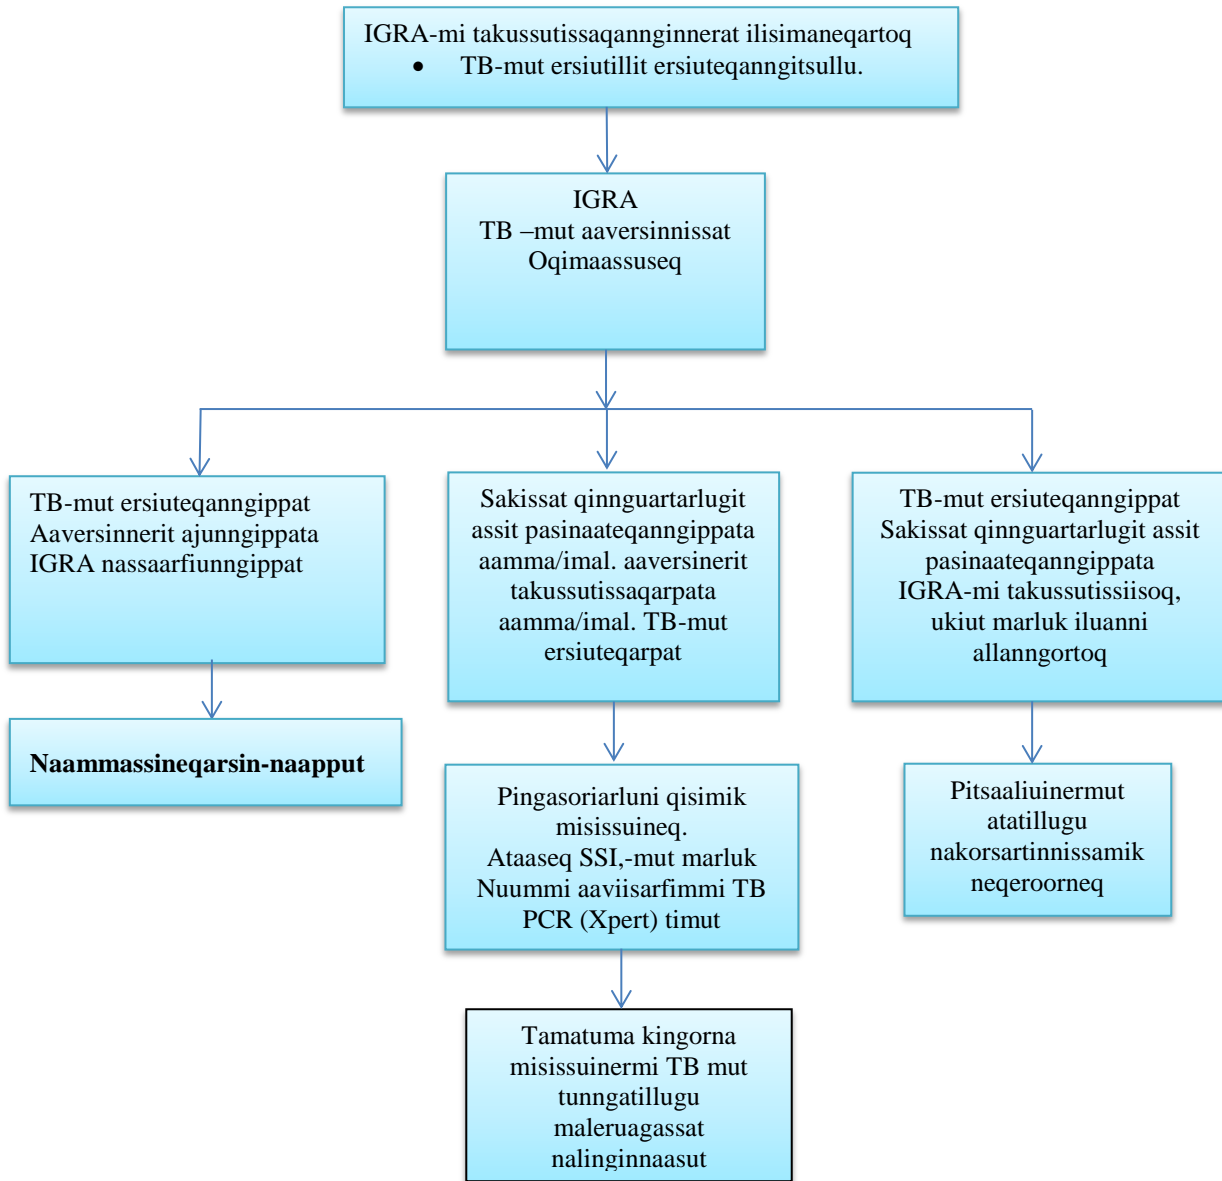 IGRA-mi takussutissaqannginnerat ilisimaneqartoq
• TB-mut ersiutillit ersiuteqanngitsullu.
IGRA
TB –mut aaversinnissat
Oqimaassuseq
TB-mut ersiuteqanngippat
Aaversinnerit ajunngippata
IGRA nassaarfiunngippat
Naammassineqarsin-naapput
Sakissat qinnguartarlugit
assit pasinaateqanngippata
aamma/imal. aaversinerit
takussutissaqarpata
aamma/imal. TB-mut
ersiuteqarpat
Pingasoriarluni qisimik
misissuineq.
Ataaseq SSI,-mut marluk
Nuummi aaviisarfimmi TB
PCR (Xpert) timut
Tamatuma kingorna
misissuinermi TB mut
tunngatillugu
maleruagassat
nalinginnaasut
TB-mut ersiuteqanngippat
Sakissat qinnguartarlugit assit
pasinaateqanngippata
IGRA-mi takussutissiisoq,
ukiut marluk iluanni
allanngortoq
Pitsaaliuinermut
atatillugu
nakorsartinnissamik
neqeroorneq